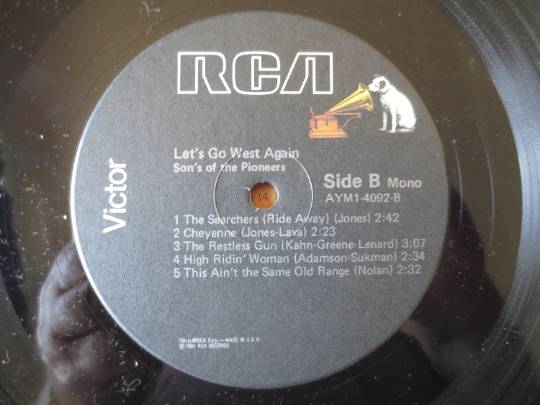 RCA
Victor
Let's Go West Again
Son's of the Pioneers
14
Side B Mono
AYM1-4092-B
1 The Searchers (Ride Away) (Jones) 2:42
2 Cheyenne (Jones-Lava) 2:23
3 The Restless Gun (Kahn-Greene-Lenard) 3:07
4 High Ridin' Woman (Adamson-Sukman) 2:34
5 This Ain't the Same Old Range (Nolan) 2:32
RCA Corp.—MADE IN U.S.A.
℗ 1981 RCA RECORDS